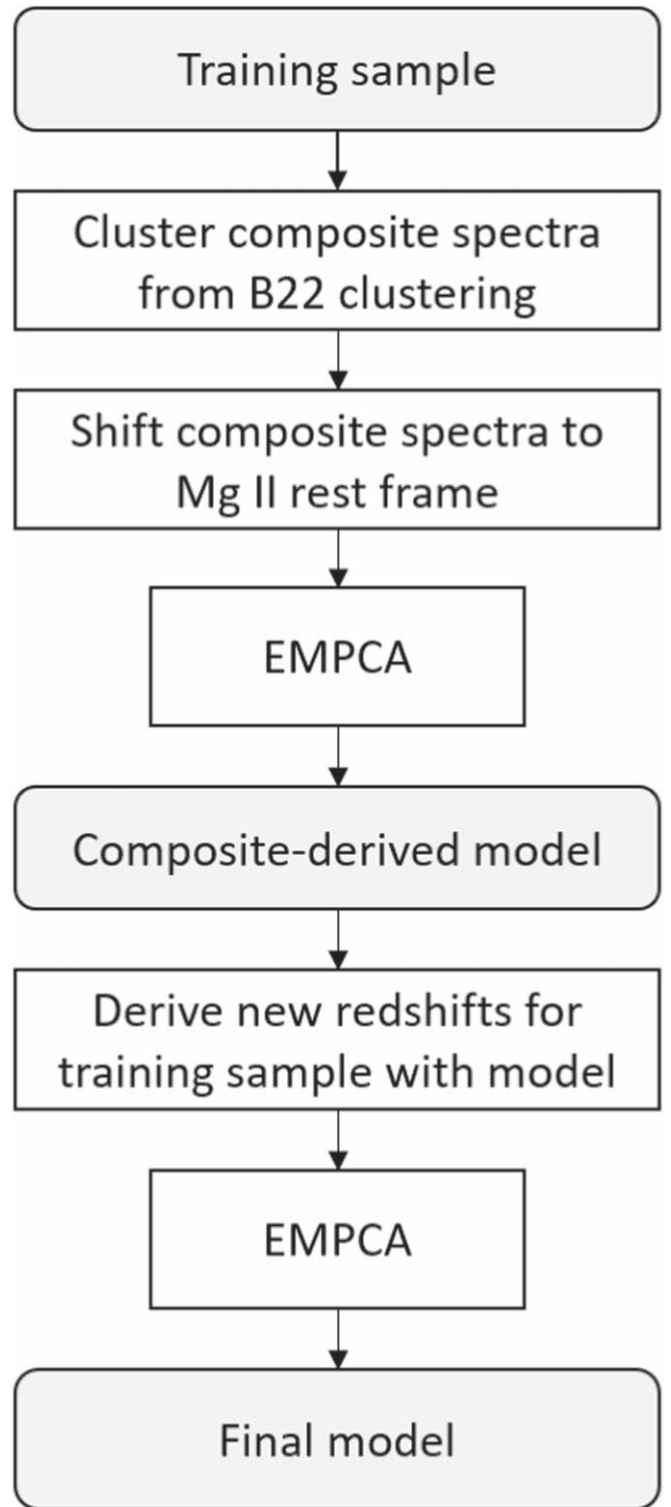 Training sample
Cluster composite spectra
from B22 clustering
Shift composite spectra to
Mg II rest frame
EMPCA
Composite-derived model
Derive new redshifts for
training sample with model
EMPCA
Final model